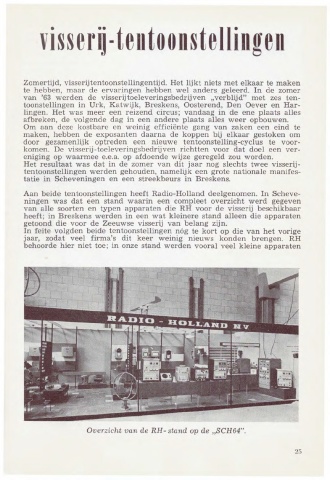 visserij-tentoonstellingen
Zomertijd, visserijtentoonstellingentijd. Het lijkt niets met elkaar te maken
te hebben, maar de ervaringen hebben wel anders geleerd. In de zomer
van '63 werden de visserijtoeleveringsbedrijven „verblijd” met zes ten-
toonstellingen in Urk, Katwijk, Breskens, Oosterend, Den Oever en Har-
lingen. Het was meer een reizend circus; vandaag in de ene plaats alles
afbreken, de volgende dag in een andere plaats alles weer opbouwen.
Om aan deze kostbare en weinig efficiënte gang van zaken een eind te
maken, hebben de exposanten daarna de koppen bij elkaar gestoken om
door gezamenlijk optreden een nieuwe tentoonstelling-cyclus te voor-
komen. De visserij-toeleveringsbedrijven richtten voor dat doel een ver-
eniging op waarmee e.e.a. op afdoende wijze geregeld zou worden.
Het resultaat was dat in de zomer van dit jaar nog slechts twee visserij-
tentoonstellingen werden gehouden, namelijk een grote nationale manifes-
tatie in Scheveningen en een streekbeurs in Breskens.
Aan beide tentoonstellingen heeft Radio-Holland deelgenomen. In Scheve-
ningen was dat een stand waarin een compleet overzicht werd gegeven
van alle soorten en typen apparaten die RH voor de visserij beschikbaar
heeft; in Breskens werden in een wat kleinere stand alleen die apparaten
getoond die voor de Zeeuwse visserij van belang zijn.
In feite volgden beide tentoonstellingen nóg te kort op die van het vorige
jaar, zodat veel firma's dit keer weinig nieuws konden brengen. RH
behoorde hier niet toe; in onze stand werden vooral veel kleine apparaten
RADIO - HOLLAND N.V
Overzicht van de RH-stand op de „SCH64”.
25